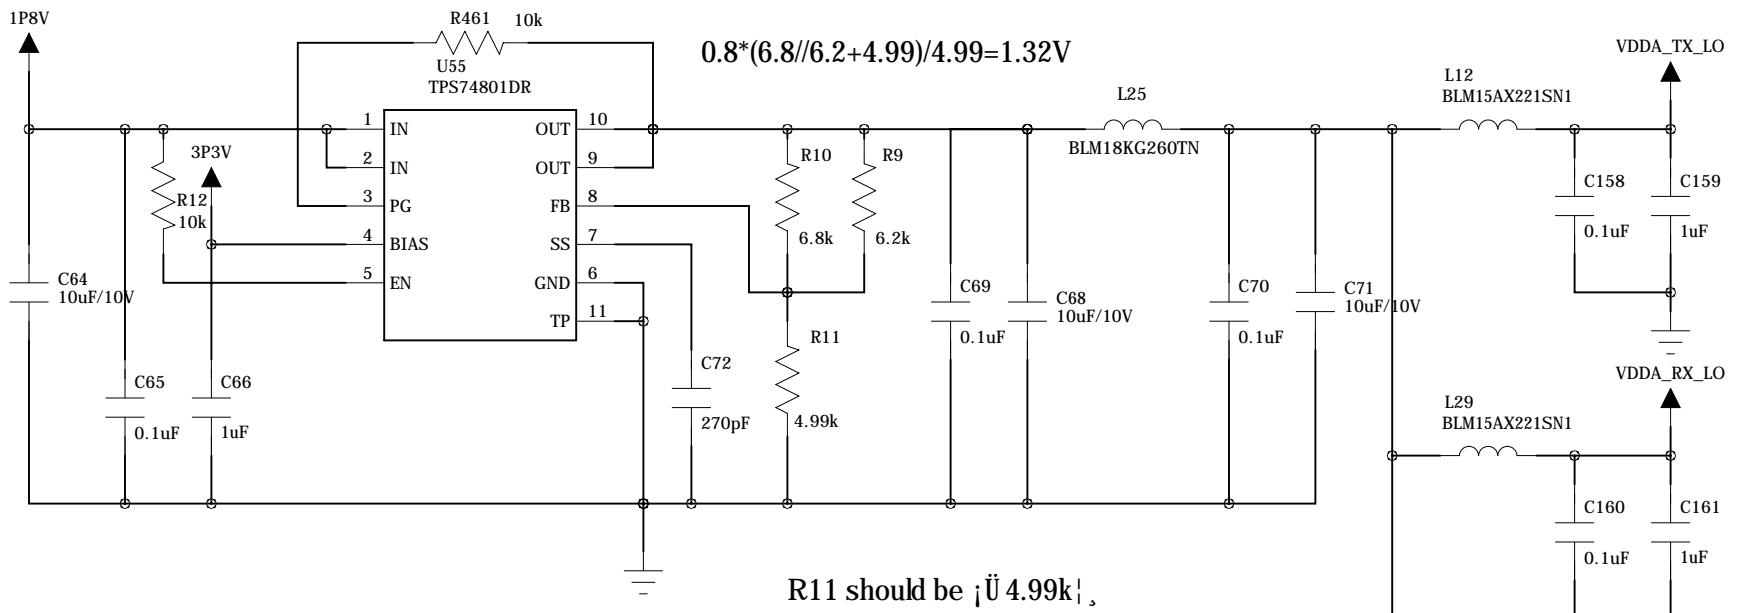 1P8V
R461 10k
0.8*(6.8//6.2+4.99)/4.99=1.32V
VDDA_TX_LO
U55
TPS74801DR
L25
BLM18KG260TN
L12
BLM15AX221SN1
1 IN
2 IN
3 PG
4 BIAS
5 EN
OUT 10
OUT 9
FB 8
SS 7
GND 6
TP 11
3P3V
R12
10k
R10
6.8k
R9
6.2k
C158
0.1uF
C159
1uF
C64
10uF/10V
C69
0.1uF
C68
10uF/10V
C70
0.1uF
C71
10uF/10V
R11
4.99k
C65
0.1uF
C66
1uF
C72
270pF
VDDA_RX_LO
L29
BLM15AX221SN1
C160
0.1uF
C161
1uF
R11 should be ¡Ü 4.99k¦¸